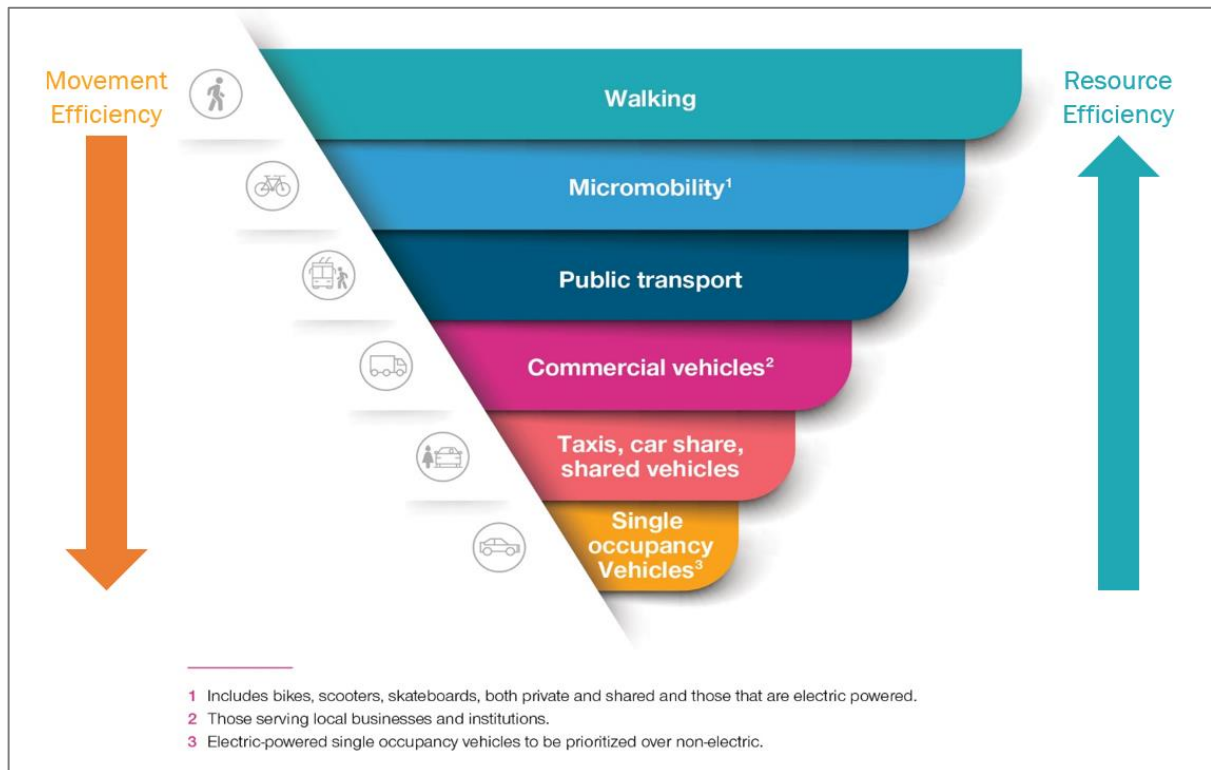 Movement
Efficiency
Resource
Efficiency
Walking
Micromobility¹
Public transport
Commercial vehicles²
Taxis, car share,
shared vehicles
Single
occupancy
Vehicles³
1 Includes bikes, scooters, skateboards, both private and shared and those that are electric powered.
2 Those serving local businesses and institutions.
3 Electric-powered single occupancy vehicles to be prioritized over non-electric.